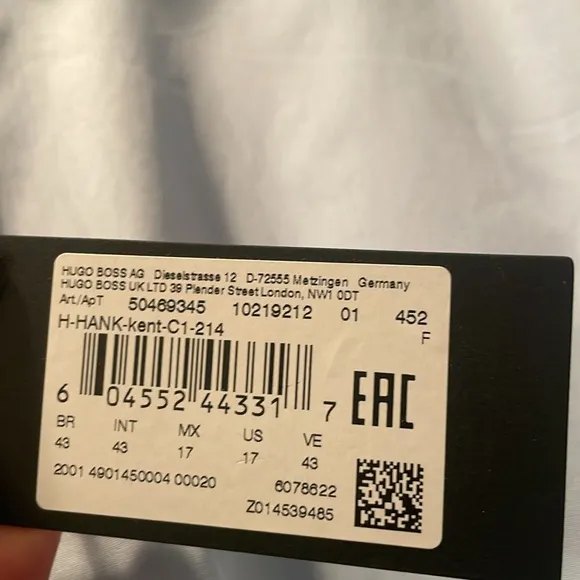 HUGO BOSS AG Dieselstrasse 12 D-72555 Metzingen Germany
HUGO BOSS UK LTD 39 Plender Street London, NW1 0DT
Art/ApT 50469345 10219212 01 452
H-HANK-kent-C1-214 F
6 04552 44331 7 EAC
BR INT MX US VE
43 43 17 17 43
2001 4901450004 00020 6078622
Z014539485